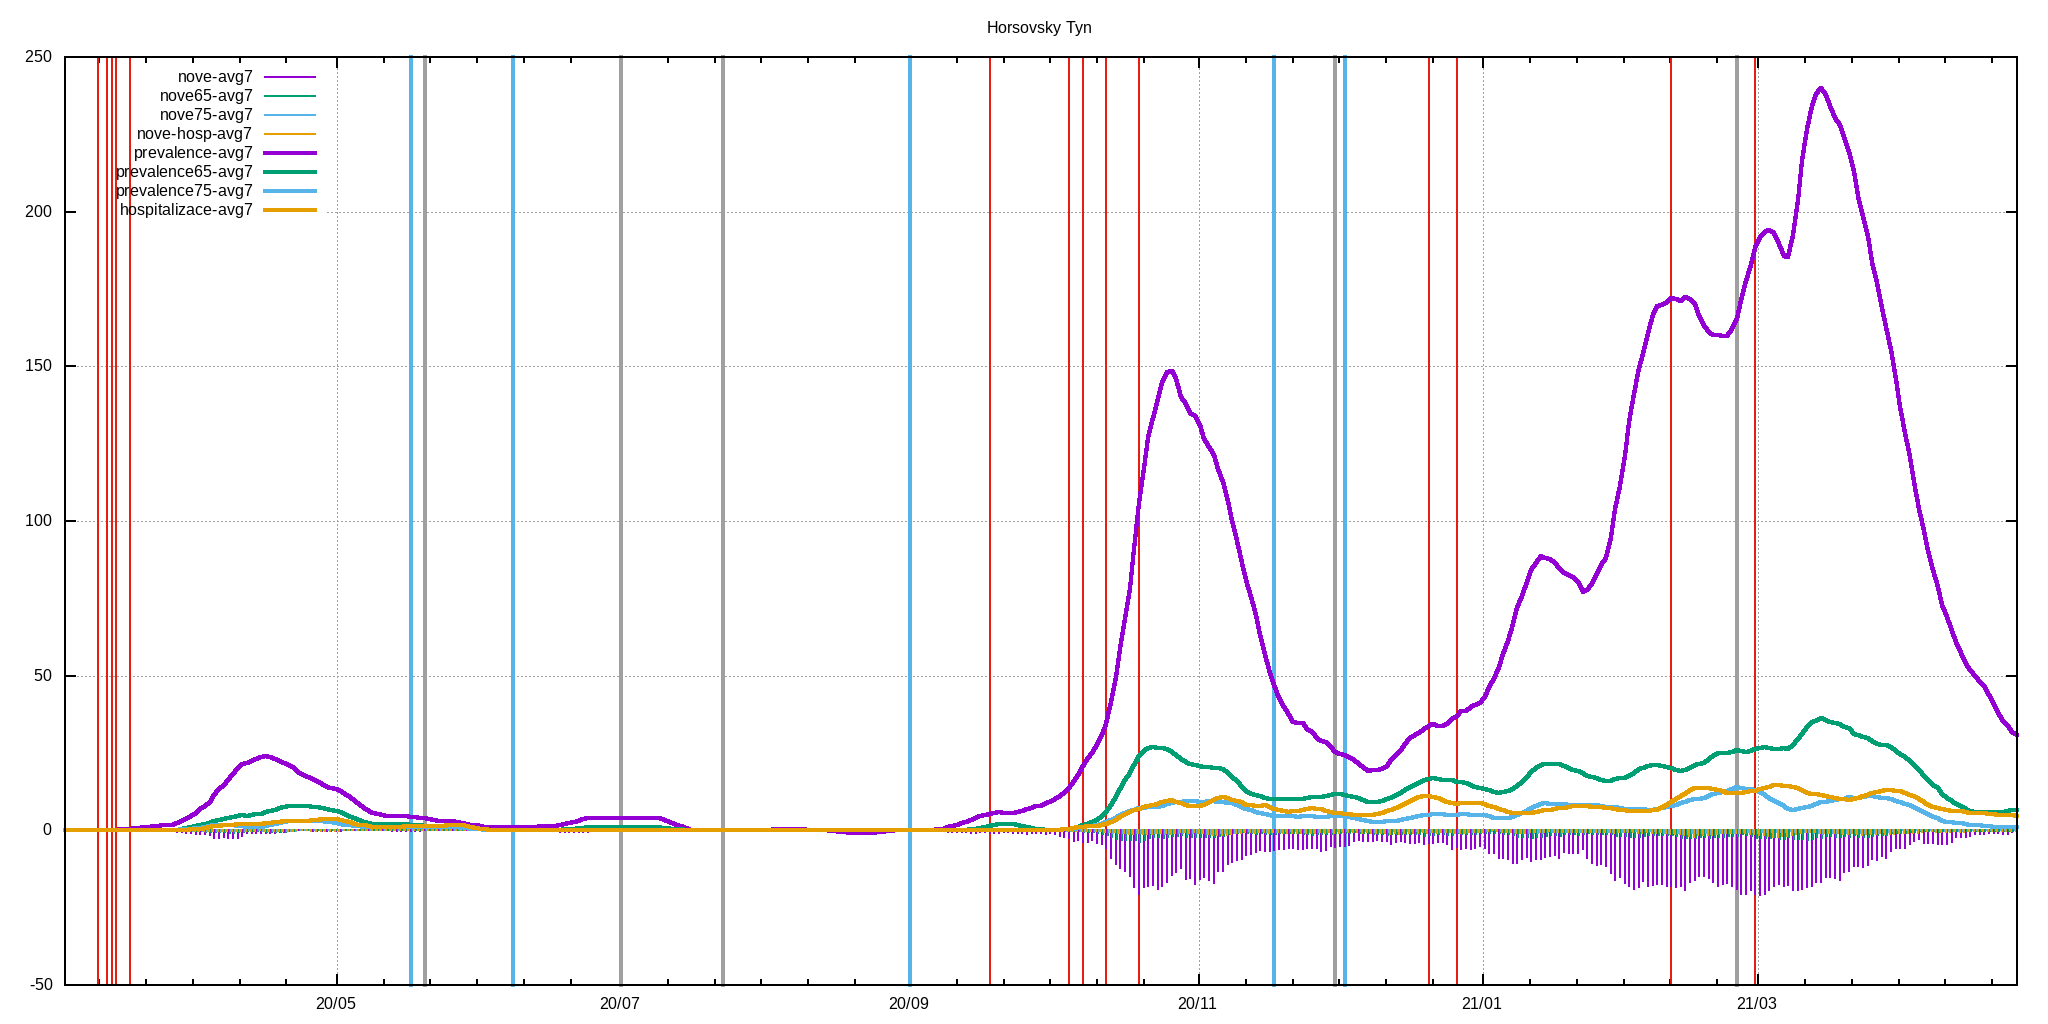 Horsovsky Tyn
250
200
150
100
50
0
-50
nove-avg7
nove65-avg7
nove75-avg7
nove-hosp-avg7
prevalence-avg7
prevalence65-avg7
prevalence75-avg7
hospitalizace-avg7
20/05
20/07
20/09
20/11
21/01
21/03